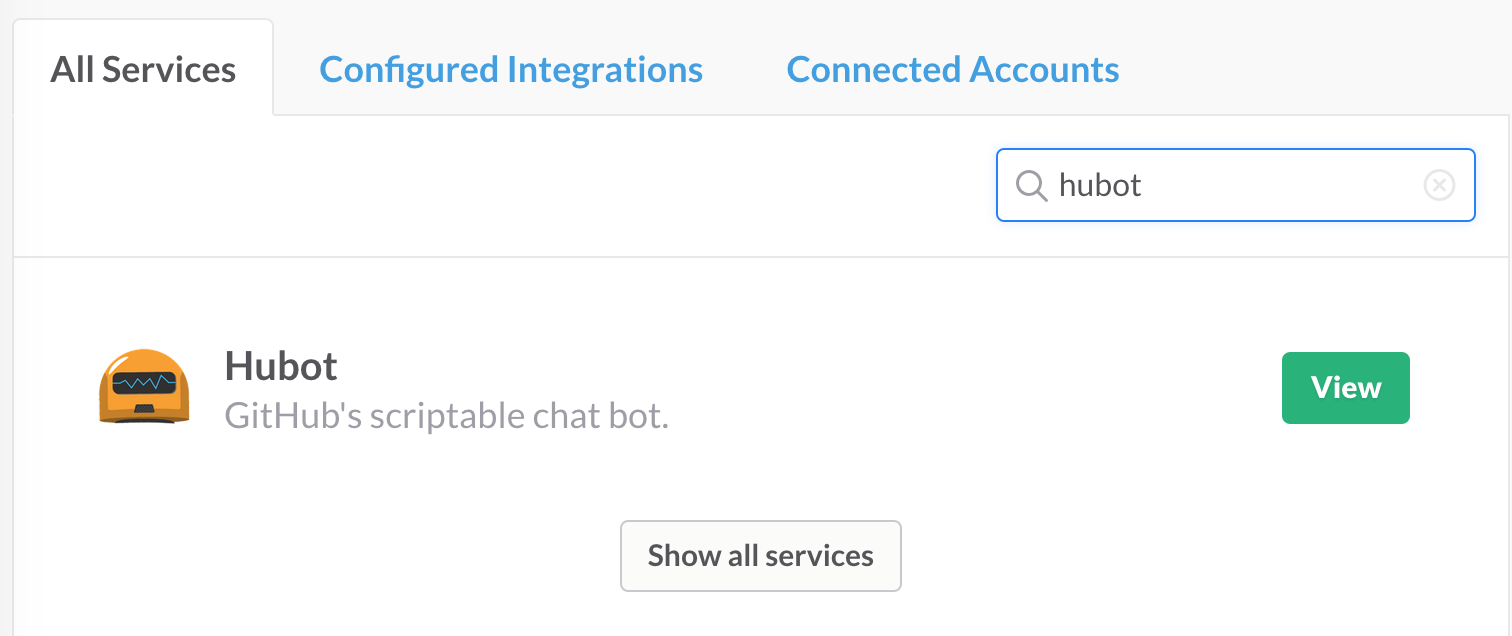 All Services
Configured Integrations
Connected Accounts
hubot
Hubot
GitHub's scriptable chat bot.
View
Show all services